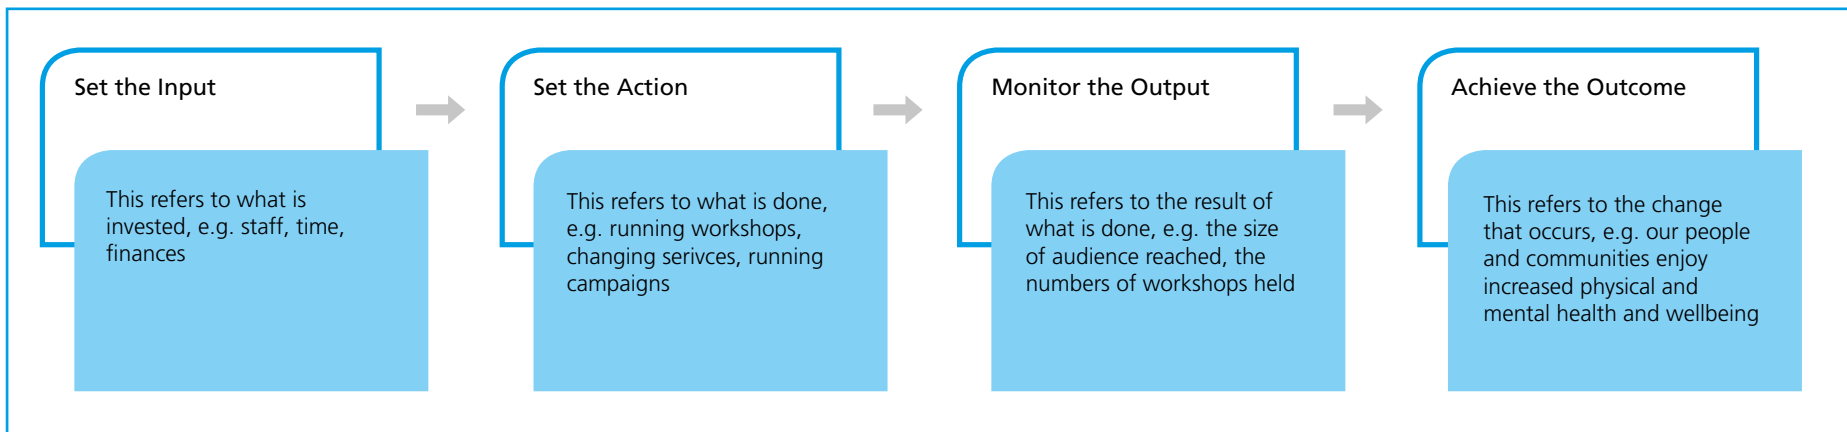 Set the Input
This refers to what is
invested, e.g. staff, time,
finances
Set the Action
This refers to what is done,
e.g. running workshops,
changing serivces, running
campaigns
Monitor the Output
This refers to the result of
what is done, e.g. the size
of audience reached, the
numbers of workshops held
Achieve the Outcome
This refers to the change
that occurs, e.g. our people
and communities enjoy
increased physical and
mental health and wellbeing